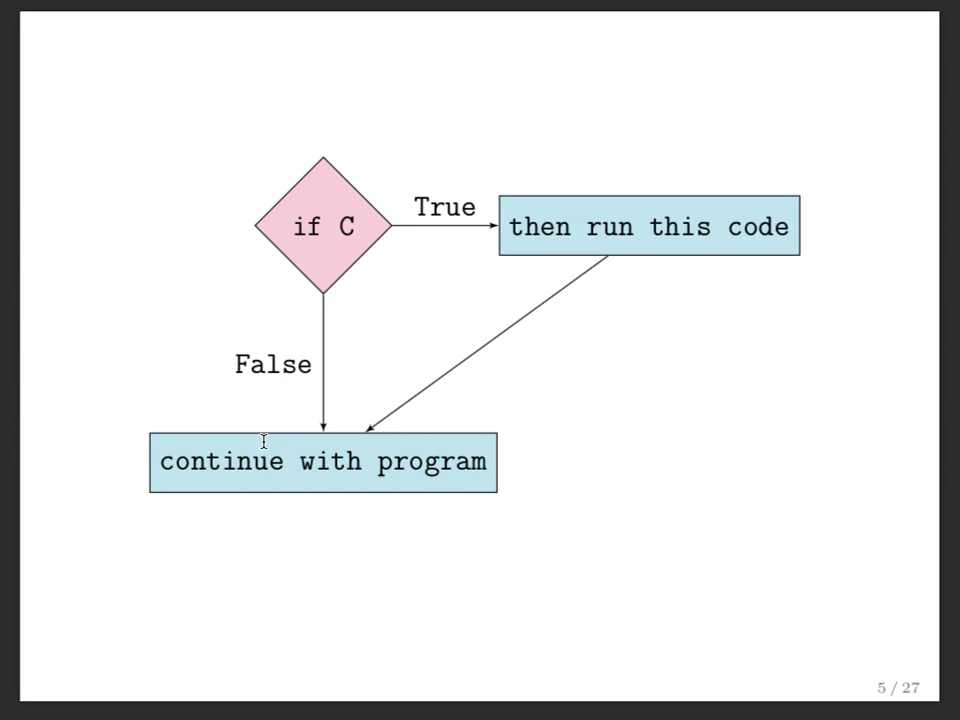 if C
True
then run this code
False
continue with program
5 / 27